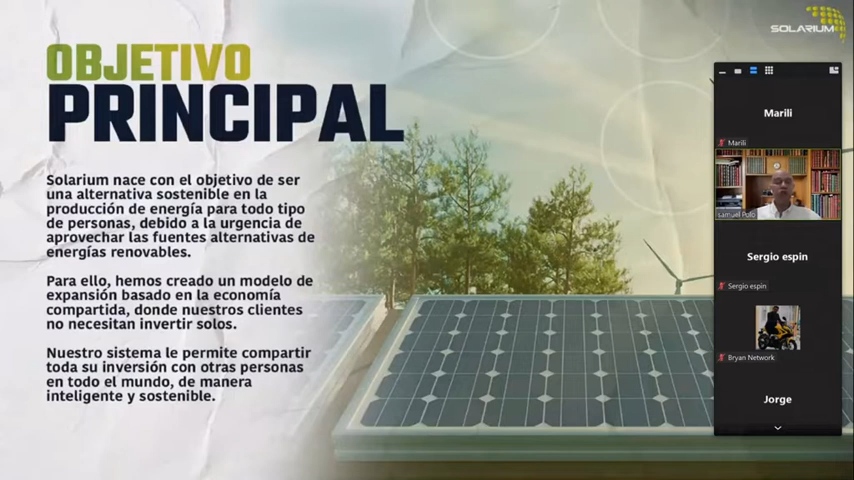 OBJETIVO
PRINCIPAL
SOLARIUM
Solarium nace con el objetivo de ser
una alternativa sostenible en la
producción de energía para todo tipo
de personas, debido a la urgencia de
aprovechar las fuentes alternativas de
energías renovables.
Para ello, hemos creado un modelo de
expansión basado en la economía
compartida, donde nuestros clientes
no necesitan invertir solos.
Nuestro sistema le permite compartir
toda su inversión con otras personas
en todo el mundo, de manera
inteligente y sostenible.
Marili
Marili
samuel Polo
Sergio espin
Sergio espin
Bryan Network
Jorge